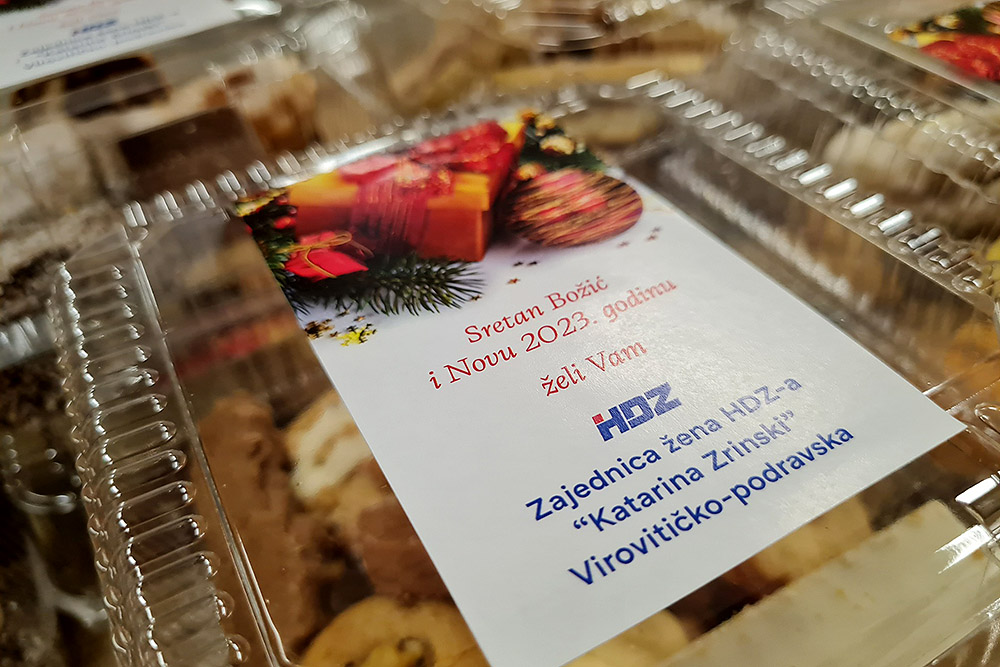 Sretan Božić
i Novu 2023. godinu
želi Vam
HDZ
Zajednica žena HDZ-a
“Katarina Zrinski”
Virovitičko-podravska